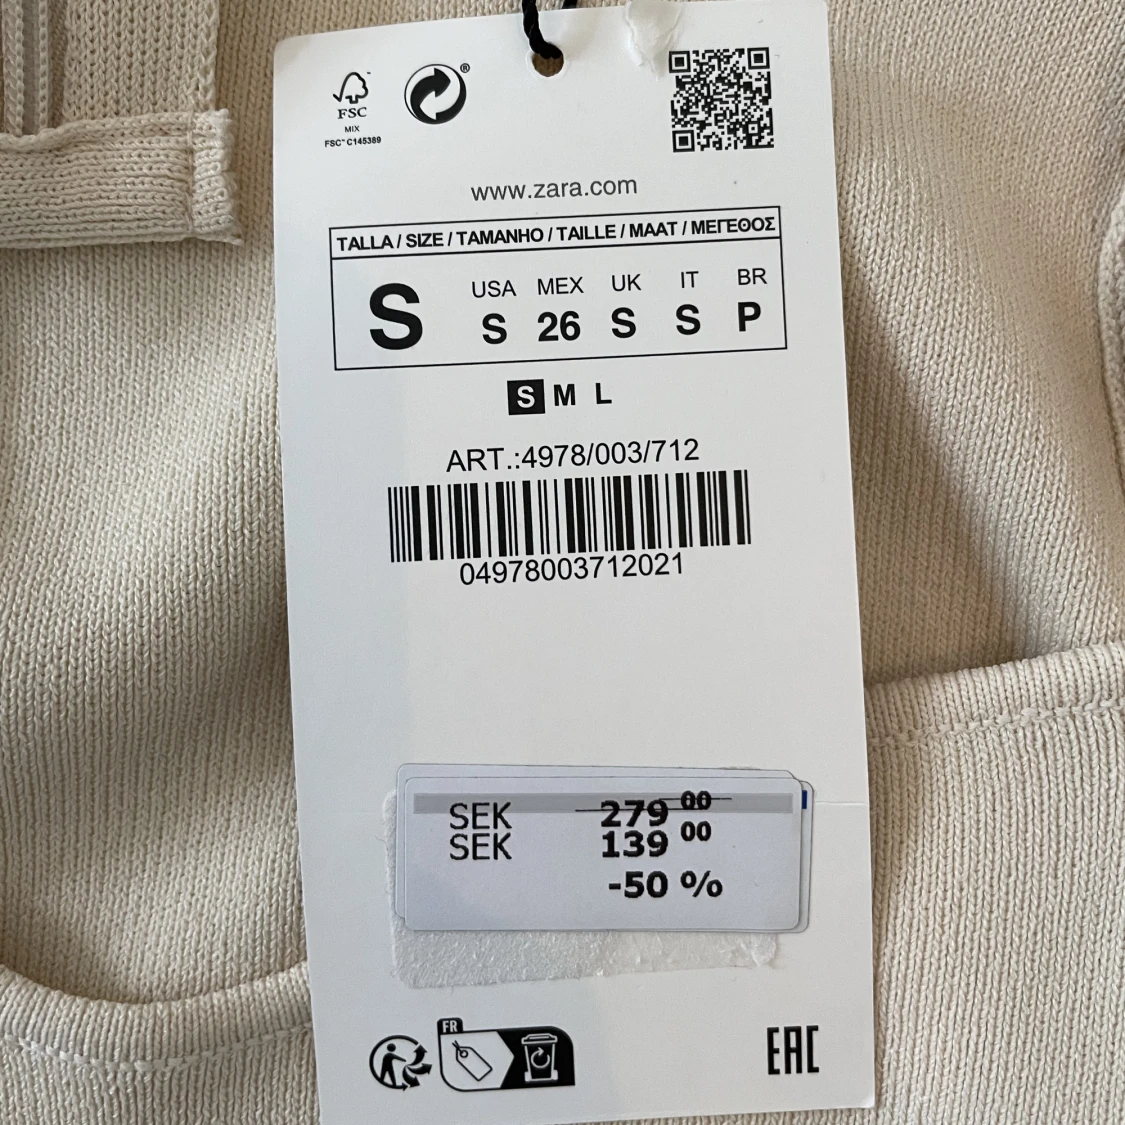 FSC
MIX
FSC™ C145389
www.zara.com
TALLA / SIZE / TAMANHO / TAILLE / MAAT / ΜΕΓΕΘΟΣ
USA MEX UK IT BR
S S 26 S S P
S M L
ART.:4978/003/712
04978003712021
SEK 279 00
SEK 139 00
-50 %
FR
EAC